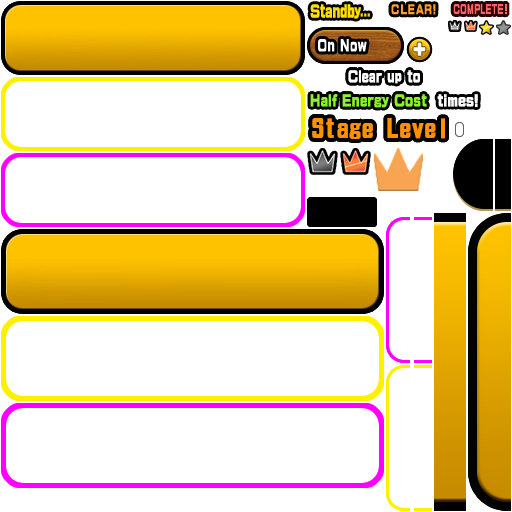 Standby... CLEAR! COMPLETE!
On Now
Clear up to
Half Energy Cost times!
Stage Level